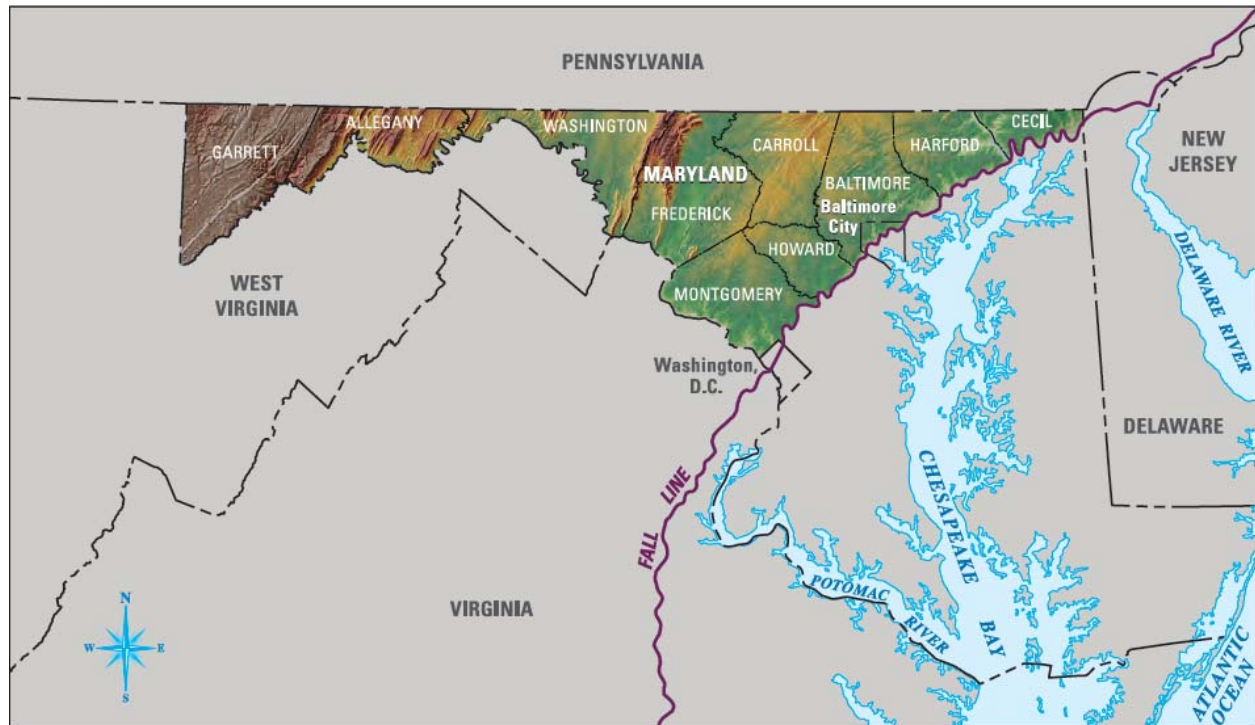 PENNSYLVANIA
GARRETT
ALLEGANY
WASHINGTON
MARYLAND
FREDERICK
CARROLL
BALTIMORE
Baltimore
City
HARFORD
CECIL
HOWARD
MONTGOMERY
NEW
JERSEY
DELAWARE RIVER
WEST
VIRGINIA
Washington,
D.C.
DELAWARE
FALL LINE
CHESAPEAKE
BAY
POTOMAC
RIVER
VIRGINIA
ATLANTIC
OCEAN
N
W E
S